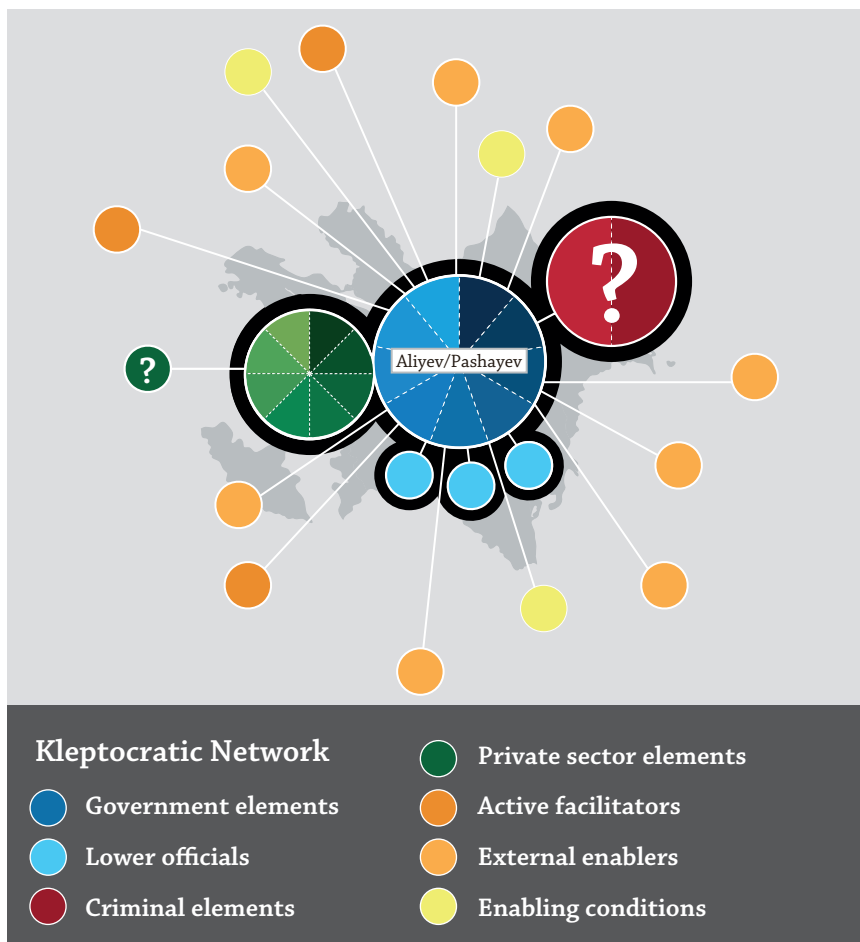 ?
Aliyev/Pashayev
?
Kleptocratic Network
Government elements
Lower officials
Criminal elements
Private sector elements
Active facilitators
External enablers
Enabling conditions